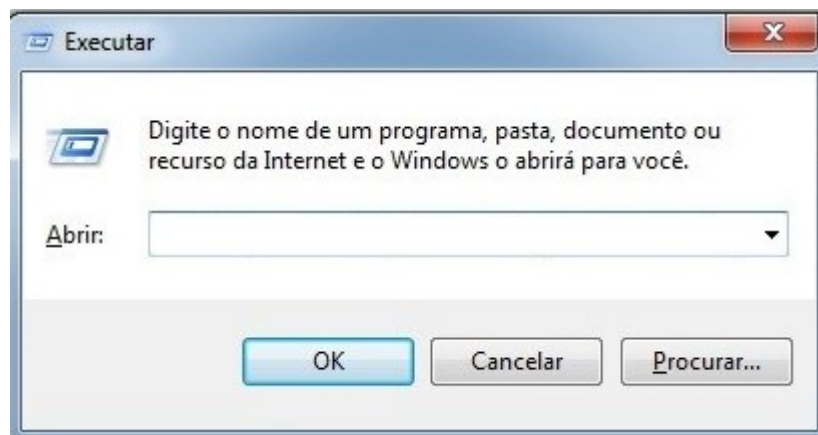 Executar
Digite o nome de um programa, pasta, documento ou
recurso da Internet e o Windows o abrirá para você.
Abrir:
OK Cancelar Procurar...